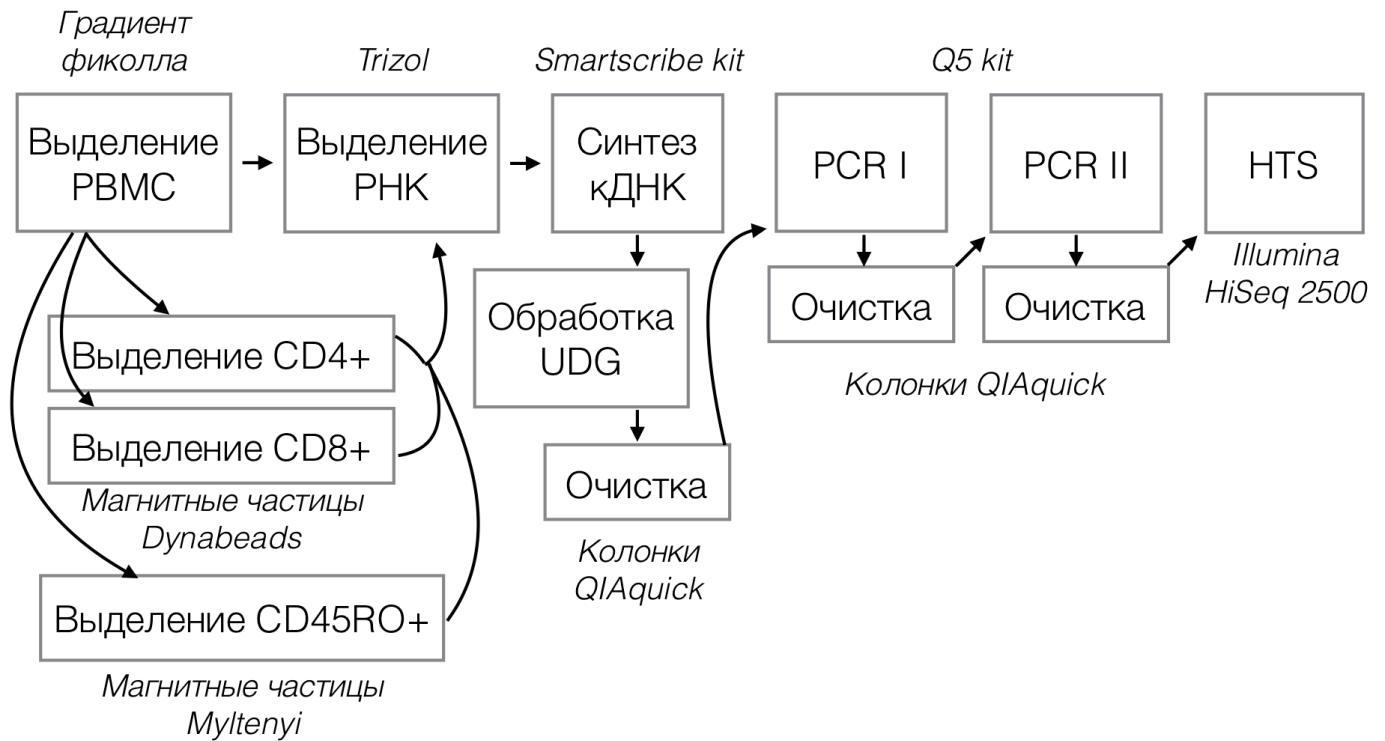 Градиент
фиколла
Trizol
Smartscribe kit
Q5 kit
Выделение
PBMC
Выделение
РНК
Синтез
кДНК
PCR I
PCR II
HTS
Illumina
HiSeq 2500
Обработка
UDG
Очистка
Очистка
Колонки QIAquick
Выделение CD4+
Выделение CD8+
Магнитные частицы
Dynabeads
Очистка
Колонки
QIAquick
Выделение CD45RO+
Магнитные частицы
Myltenyi